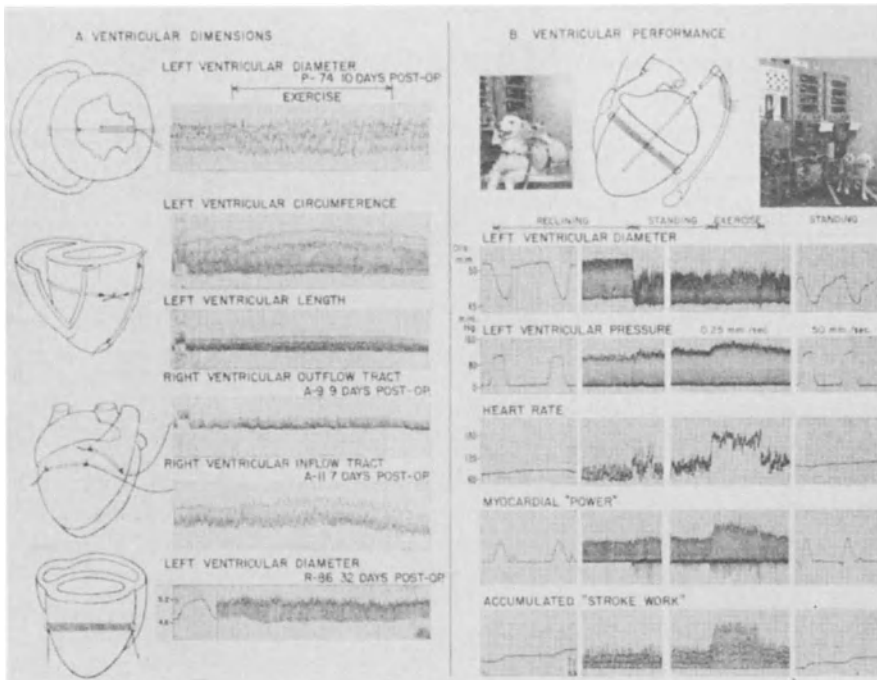 A. VENTRICULAR DIMENSIONS
LEFT VENTRICULAR DIAMETER
P-74 10 DAYS POST-OP.
EXERCISE
LEFT VENTRICULAR CIRCUMFERENCE
LEFT VENTRICULAR LENGTH
RIGHT VENTRICULAR OUTFLOW TRACT
A-9 9 DAYS POST-OP.
RIGHT VENTRICULAR INFLOW TRACT
A-11 7 DAYS POST-OP.
LEFT VENTRICULAR DIAMETER
R-86 32 DAYS POST-OP.
B. VENTRICULAR PERFORMANCE
RECLINING STANDING EXERCISE STANDING
LEFT VENTRICULAR DIAMETER
LEFT VENTRICULAR PRESSURE 0.25 mm/sec. 50 mm/sec.
HEART RATE
MYOCARDIAL "POWER"
ACCUMULATED "STROKE WORK"